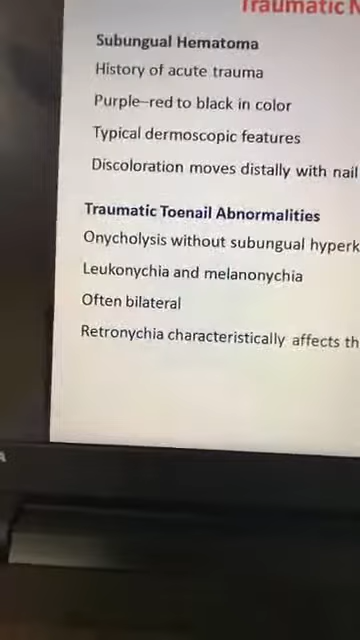 Traumatic
Subungual Hematoma
History of acute trauma
Purple–red to black in color
Typical dermoscopic features
Discoloration moves distally with nail
Traumatic Toenail Abnormalities
Onycholysis without subungual hyperk
Leukonychia and melanonychia
Often bilateral
Retronychia characteristically affects th
A